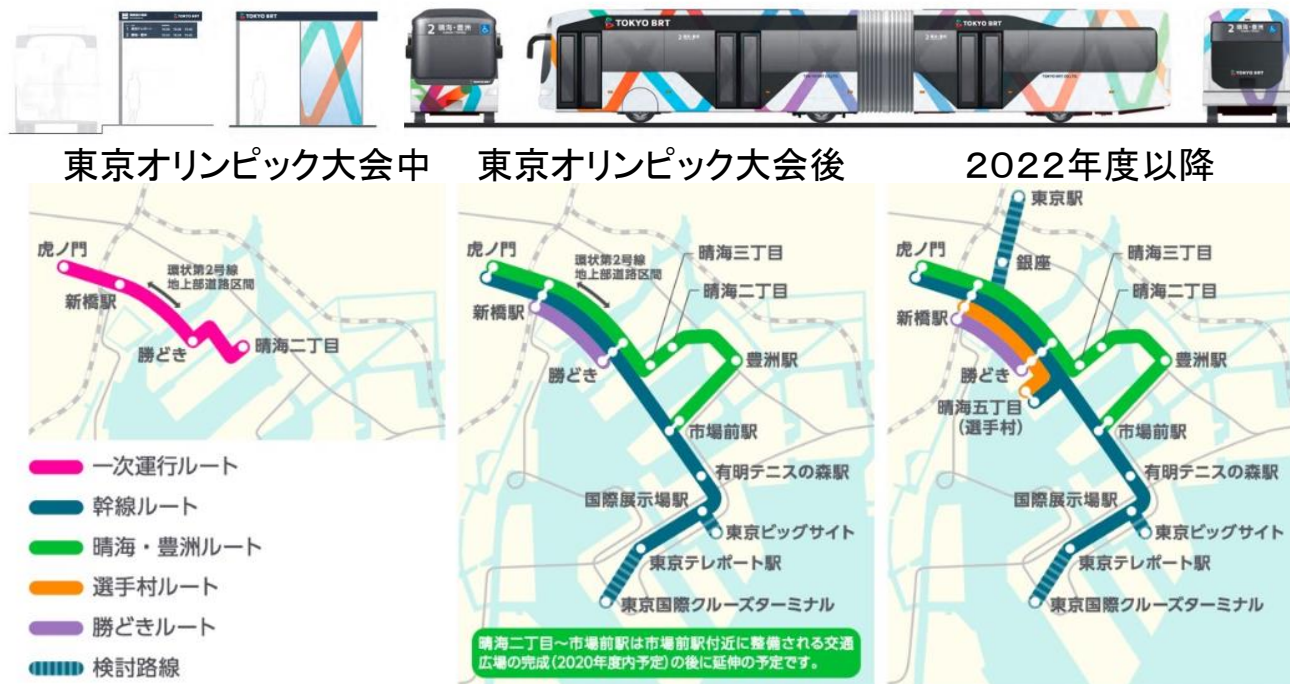 2 晴海・豊洲
TOKYO BRT
TOKYO BRT
2 晴海・豊洲
TOKYO BRT
東京オリンピック大会中
東京オリンピック大会後
2022年度以降
虎ノ門
環状第2号線
地上部道路区間
新橋駅
勝どき
晴海二丁目
一次運行ルート
幹線ルート
晴海・豊洲ルート
選手村ルート
勝どきルート
検討路線
虎ノ門
環状第2号線
地上部道路区間
晴海三丁目
晴海二丁目
新橋駅
勝どき
豊洲駅
市場前駅
有明テニスの森駅
国際展示場駅
東京ビッグサイト
東京テレポート駅
東京国際クルーズターミナル
晴海二丁目~市場前駅は市場前駅付近に整備される交通
広場の完成(2020年度内予定)の後に延伸の予定です。
東京駅
虎ノ門
銀座
晴海三丁目
晴海二丁目
新橋駅
勝どき
豊洲駅
晴海五丁目
(選手村)
市場前駅
有明テニスの森駅
国際展示場駅
東京ビッグサイト
東京テレポート駅
東京国際クルーズターミナル